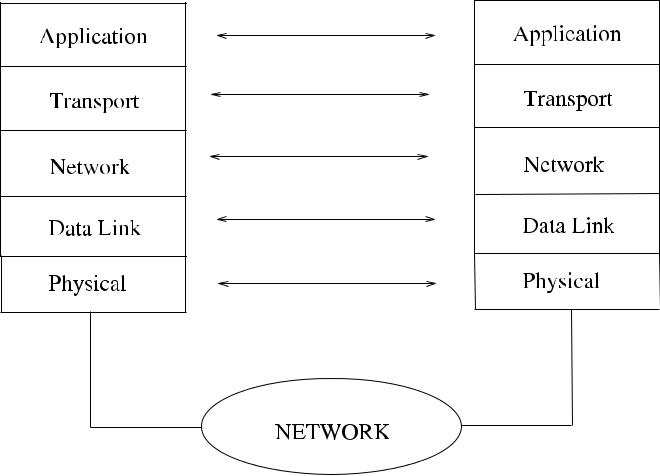 Application
Application
Transport
Transport
Network
Network
Data Link
Data Link
Physical
Physical
NETWORK